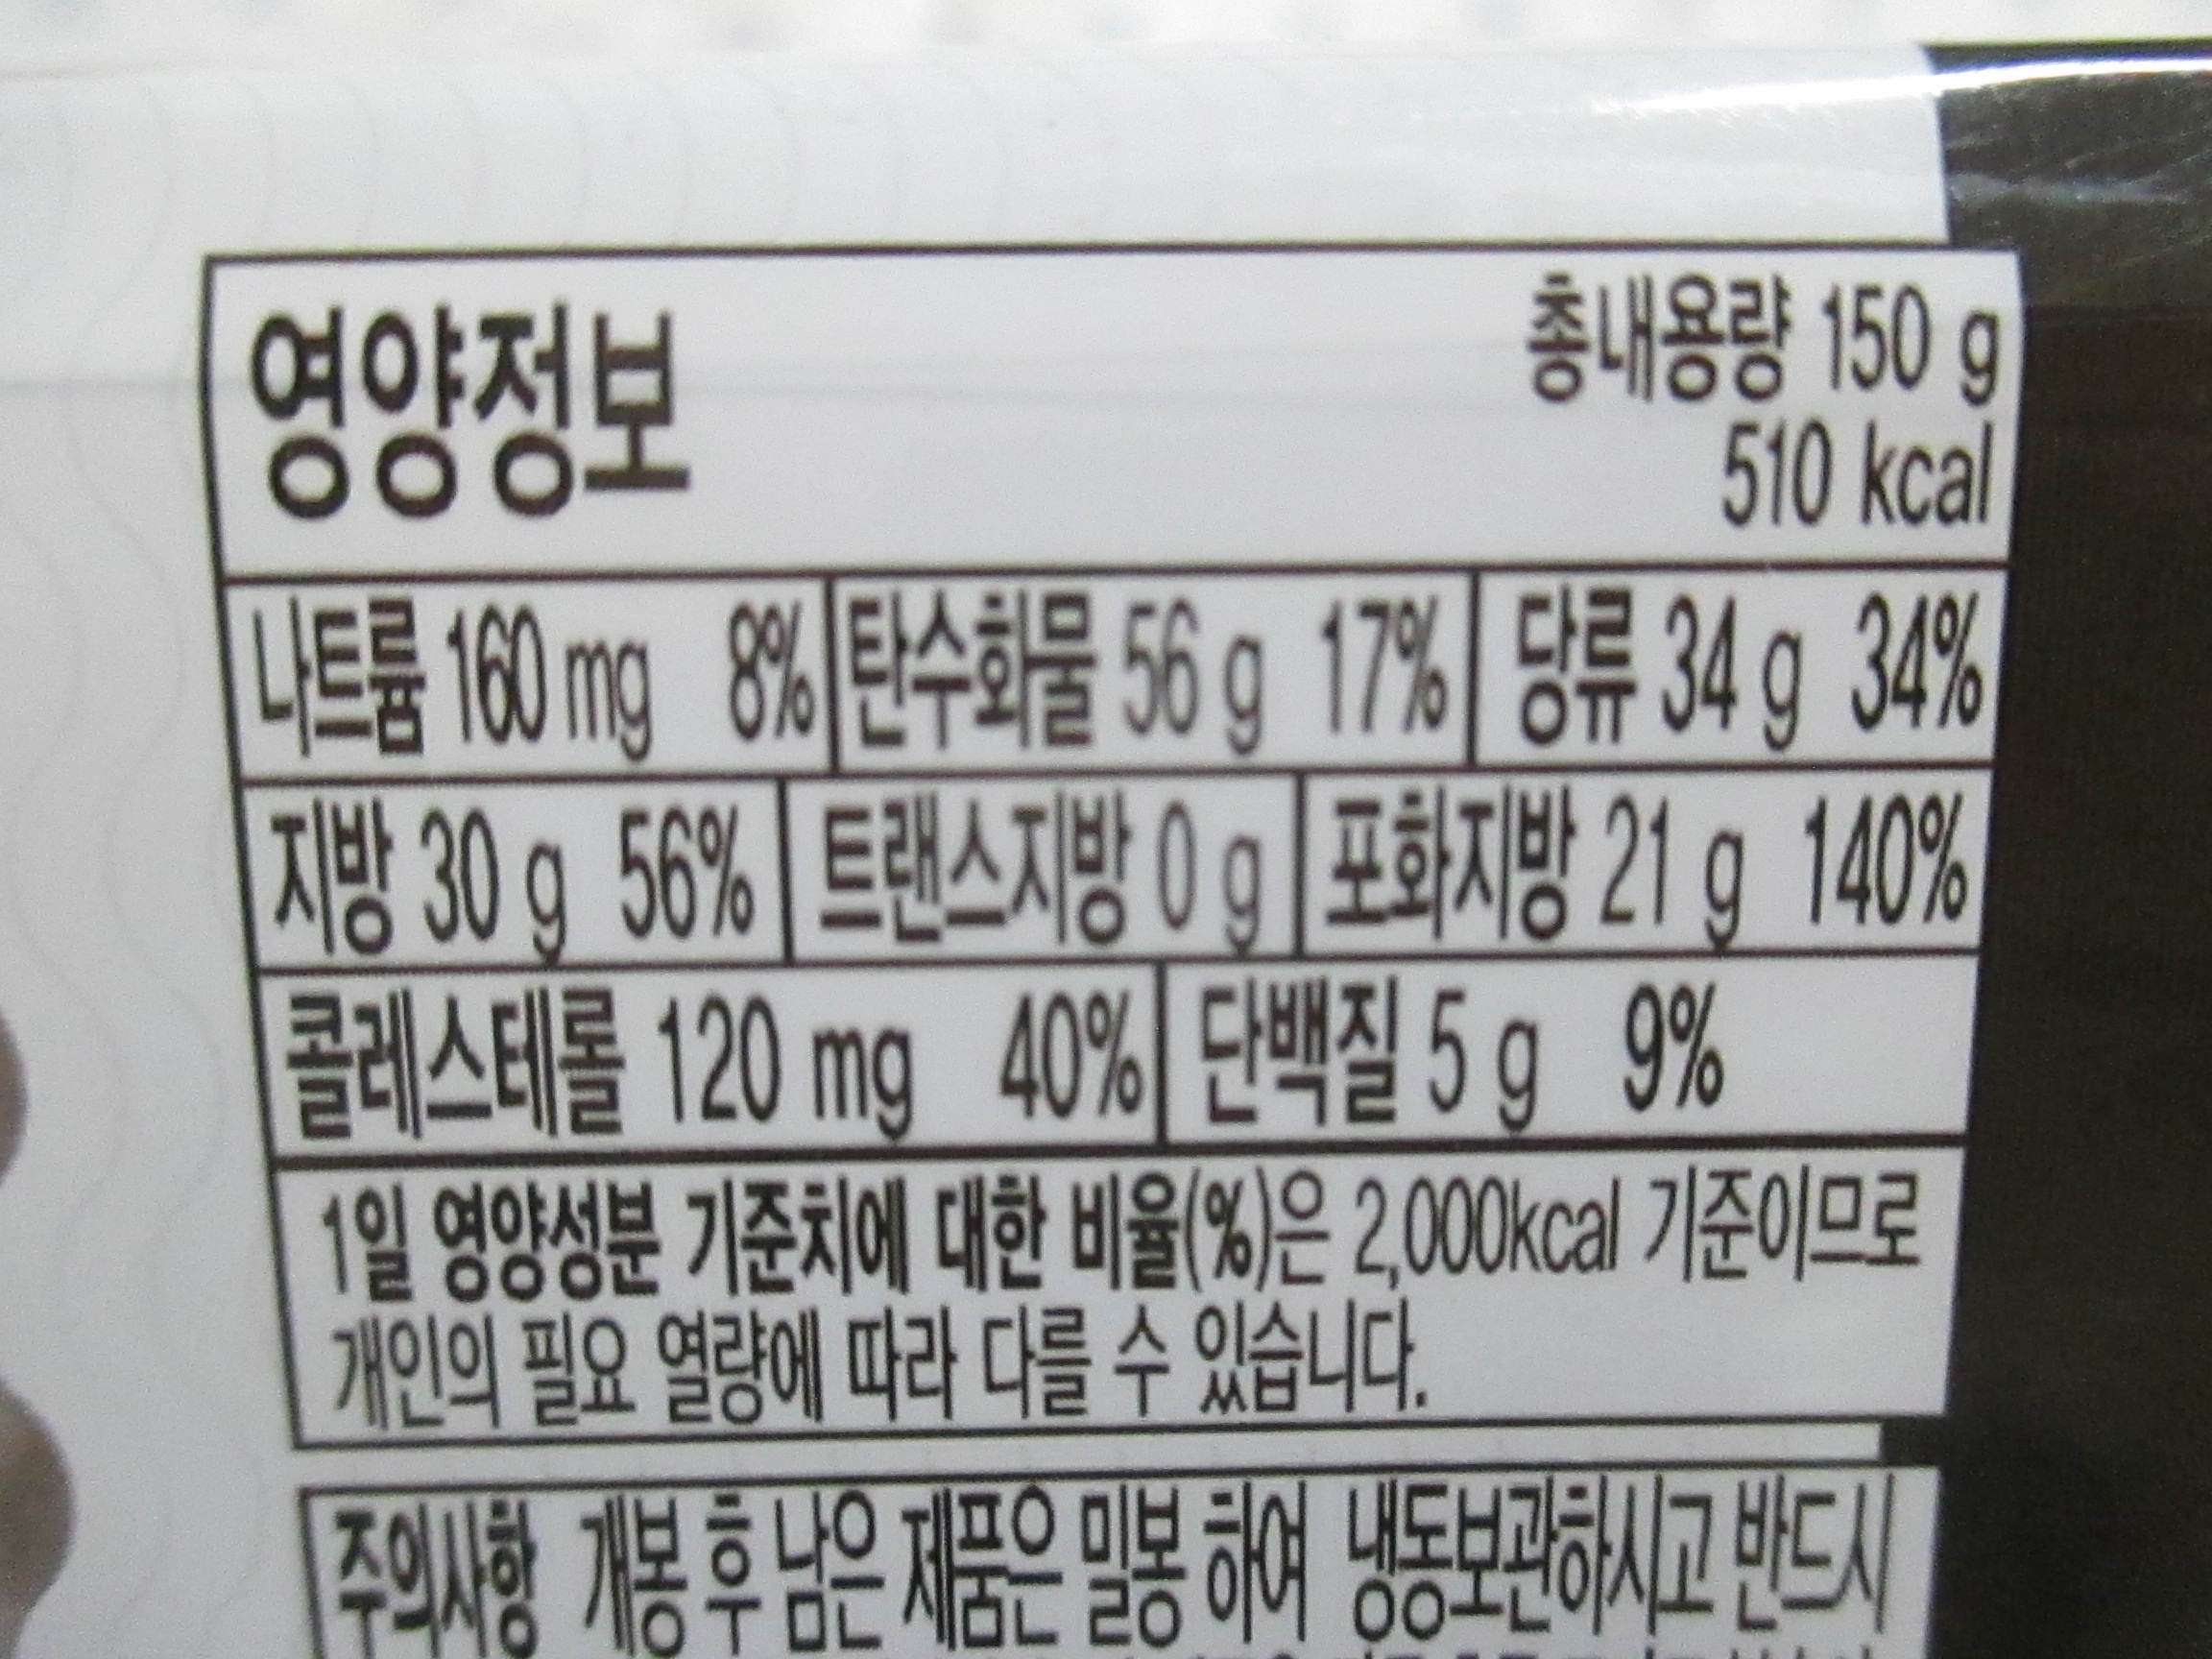 영양정보
총내용량 150 g
510 kcal
나트륨 160 mg 8% 탄수화물 56 g 17% 당류 34 g 34%
지방 30 g 56% 트랜스지방 0 g 포화지방 21 g 140%
콜레스테롤 120 mg 40% 단백질 5 g 9%
1일 영양성분 기준치에 대한 비율(%)은 2,000kcal 기준이므로
개인의 필요 열량에 따라 다를 수 있습니다.
주의사항 개봉 후 남은 제품은 밀봉 하여 냉동보관하시고 반드시